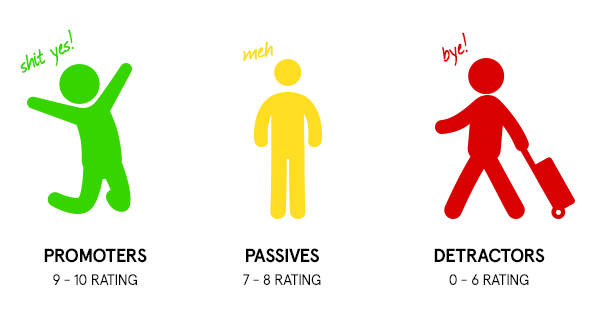 shit yes!
meh
bye!
PROMOTERS
9 – 10 RATING
PASSIVES
7 – 8 RATING
DETRACTORS
0 – 6 RATING